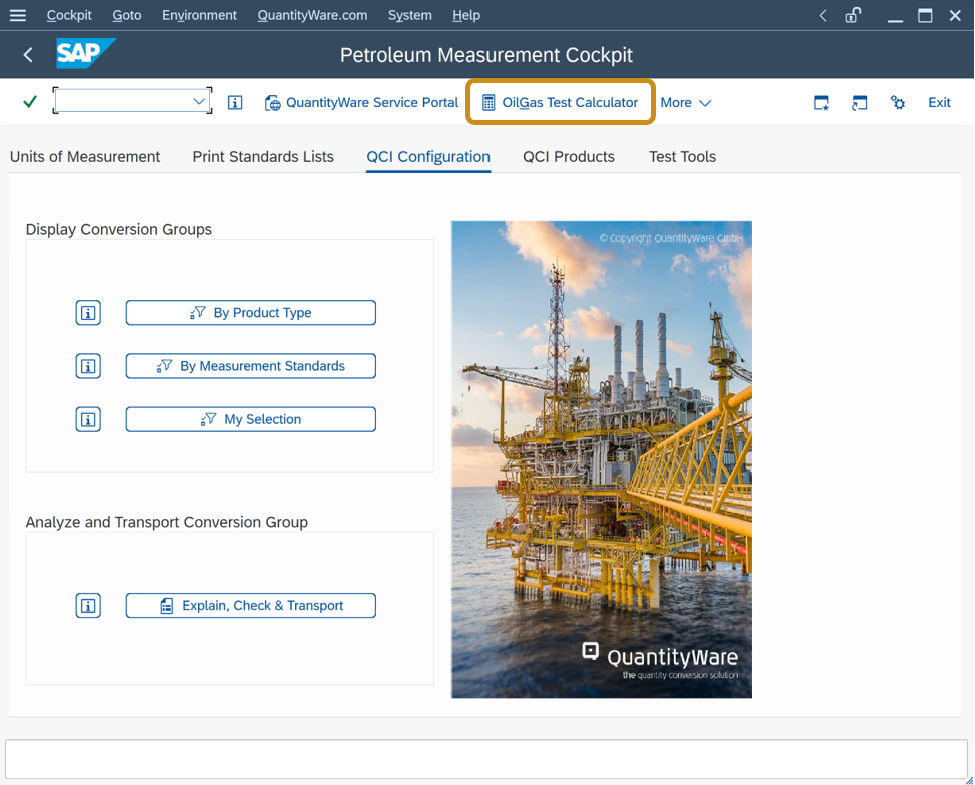 Cockpit Goto Environment QuantityWare.com System Help
SAP Petroleum Measurement Cockpit
QuantityWare Service Portal OilGas Test Calculator More Exit
Units of Measurement Print Standards Lists QCI Configuration QCI Products Test Tools
Display Conversion Groups
© Copyright QuantityWare GmbH
By Product Type
By Measurement Standards
My Selection
Analyze and Transport Conversion Group
Explain, Check & Transport
QuantityWare
the quantity conversion solution